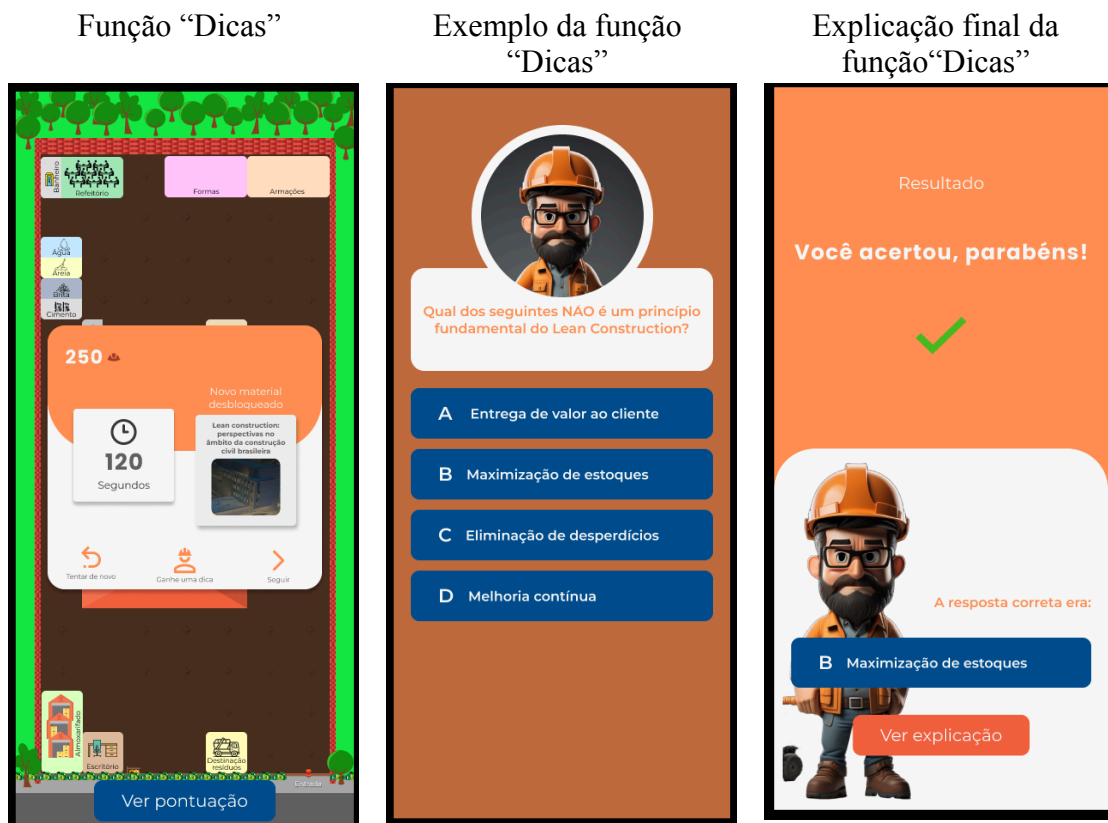 Função “Dicas”
Exemplo da função
“Dicas”
Explicação final da
função“Dicas”
Banheiro
Refeitório
Formas
Armações
Água
Areia
Brita
Cimento
250
Novo material
desbloqueado
120
Segundos
Lean construction:
perspectivas no
âmbito da construção
civil brasileira
Tentar de novo
Ganhe uma dica
Seguir
Almoxarifado
Escritório
Destinação
resíduos
Entrada
Ver pontuação
Qual dos seguintes NÃO é um princípio
fundamental do Lean Construction?
A Entrega de valor ao cliente
B Maximização de estoques
C Eliminação de desperdícios
D Melhoria contínua
Resultado
Você acertou, parabéns!
A resposta correta era:
B Maximização de estoques
Ver explicação